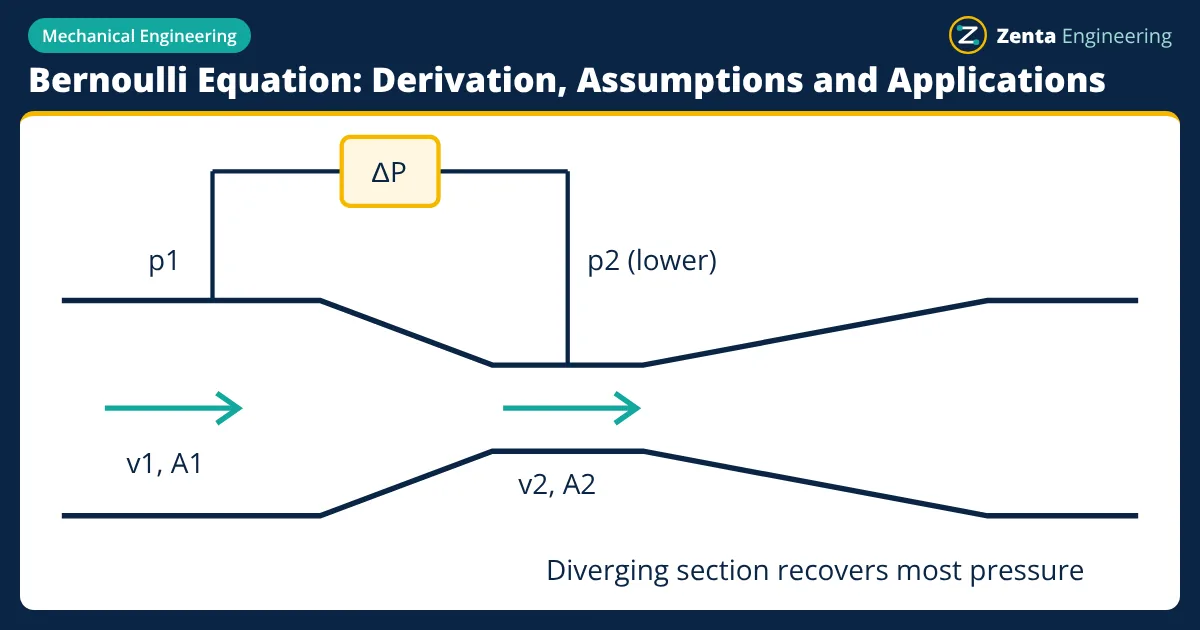 Mechanical Engineering
Zenta Engineering
Bernoulli Equation: Derivation, Assumptions and Applications
ΔP
p1
p2 (lower)
v1, A1
v2, A2
Diverging section recovers most pressure